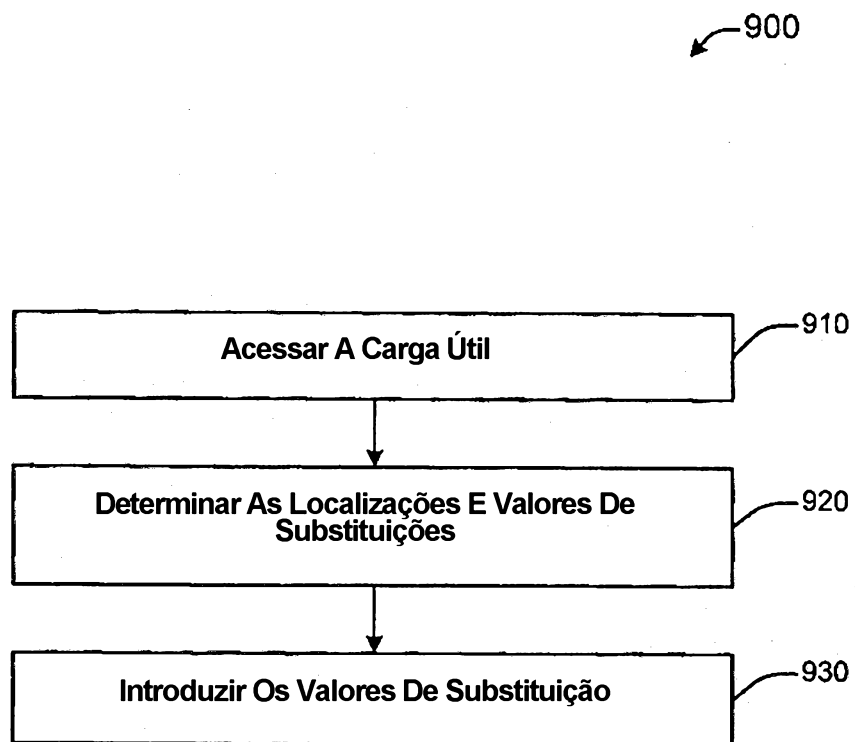 900
Acessar A Carga Útil
910
Determinar As Localizações E Valores De
Substituições
920
Introduzir Os Valores De Substituição
930